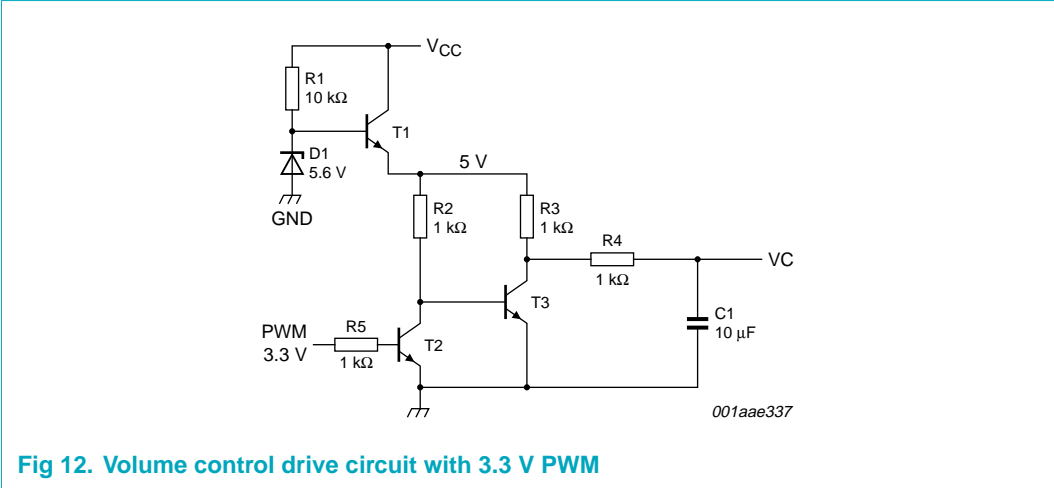 VCC
R1
10 kΩ
T1
D1
5.6 V
5 V
GND
R2
1 kΩ
R3
1 kΩ
R4
1 kΩ
VC
T3
C1
10 μF
PWM
3.3 V
R5
1 kΩ
T2
001aae337
Fig 12. Volume control drive circuit with 3.3 V PWM